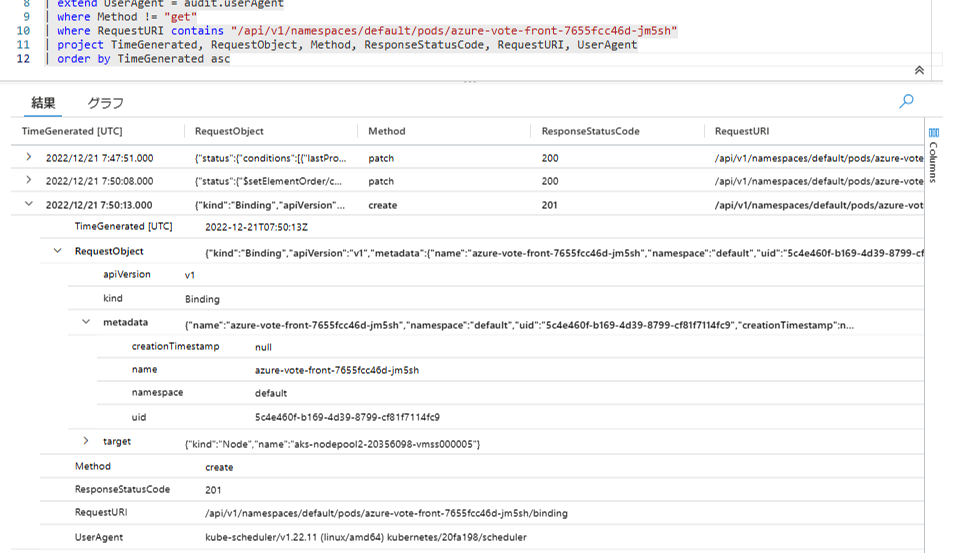 8 | extend UserAgent = audit.userAgent
9 | where Method != "get"
10 | where RequestURI contains "/api/v1/namespaces/default/pods/azure-vote-front-7655fcc46d-jm5sh"
11 | project TimeGenerated, RequestObject, Method, ResponseStatusCode, RequestURI, UserAgent
12 | order by TimeGenerated asc
結果 グラフ
TimeGenerated [UTC] RequestObject Method ResponseStatusCode RequestURI
Columns
2022/12/21 7:47:51.000 {"status":{"conditions":[{"lastPro... patch 200 /api/v1/namespaces/default/pods/azure-vote
2022/12/21 7:50:08.000 {"status":{"$setElementOrder/c... patch 200 /api/v1/namespaces/default/pods/azure-vote
2022/12/21 7:50:13.000 {"kind":"Binding","apiVersion"... create 201 /api/v1/namespaces/default/pods/azure-vot
TimeGenerated [UTC] 2022-12-21T07:50:13Z
RequestObject {"kind":"Binding","apiVersion":"v1","metadata":{"name":"azure-vote-front-7655fcc46d-jm5sh","namespace":"default","uid":"5c4e460f-b169-4d39-8799-cf
apiVersion v1
kind Binding
metadata {"name":"azure-vote-front-7655fcc46d-jm5sh","namespace":"default","uid":"5c4e460f-b169-4d39-8799-cf81f7114fc9","creationTimestamp":n...
creationTimestamp null
name azure-vote-front-7655fcc46d-jm5sh
namespace default
uid 5c4e460f-b169-4d39-8799-cf81f7114fc9
target {"kind":"Node","name":"aks-nodepool2-20356098-vmss000005"}
Method create
ResponseStatusCode 201
RequestURI /api/v1/namespaces/default/pods/azure-vote-front-7655fcc46d-jm5sh/binding
UserAgent kube-scheduler/v1.22.11 (linux/amd64) kubernetes/20fa198/scheduler